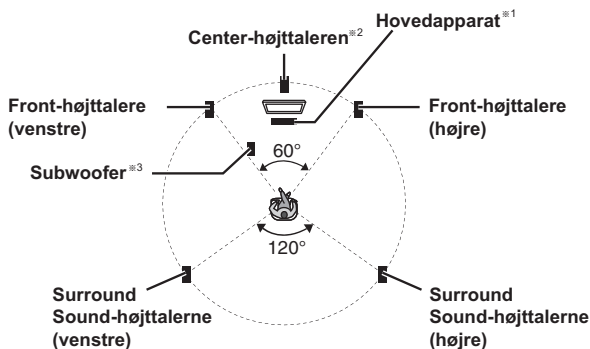 Hovedapparat※1
Center-højttaleren※2
Front-højttalere
(venstre)
Front-højttalere
(højre)
Subwoofer※3
60°
120°
Surround
Sound-højttalerne
(venstre)
Surround
Sound-højttalerne
(højre)